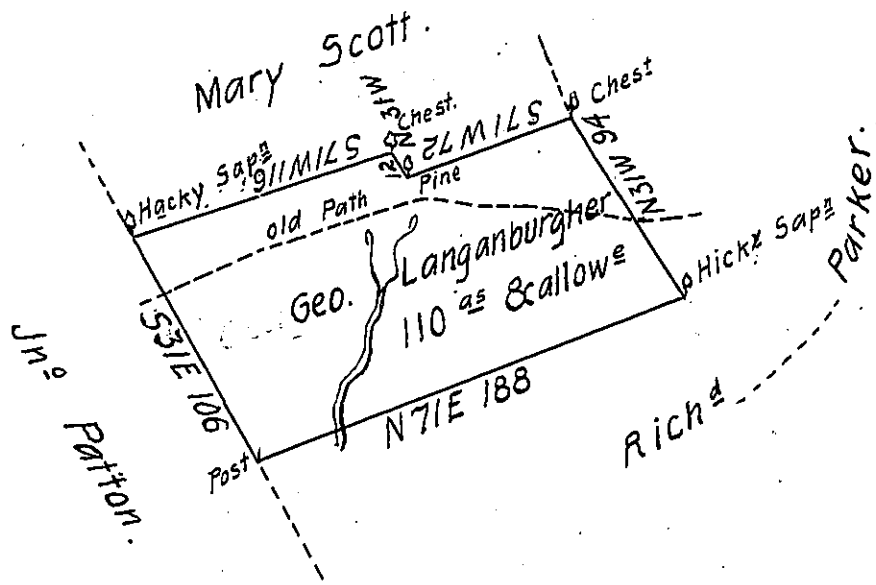 Mary Scott.
N31W
12
Chest.
S71W72
Chest
Hacky Sapn
S71W116
Pine
N31W 94
old Path
Geo. Langanburgher
110 as & allowe
Hickx Sapn
S31E 106
N71E 188
Post
Jno Patton.
Richd Parker.